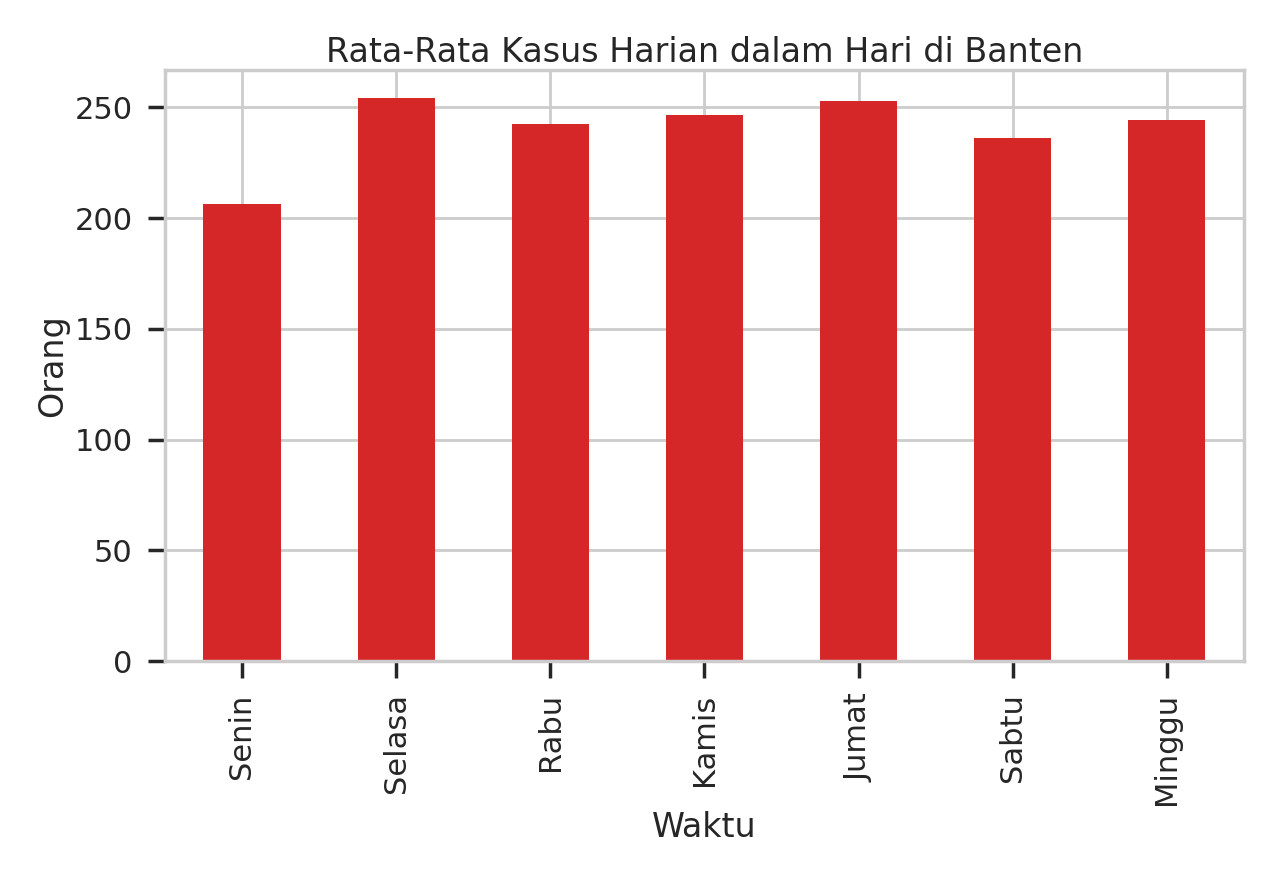 Rata-Rata Kasus Harian dalam Hari di Banten
Orang
250
200
150
100
50
0
Senin
Selasa
Rabu
Kamis
Jumat
Sabtu
Minggu
Waktu